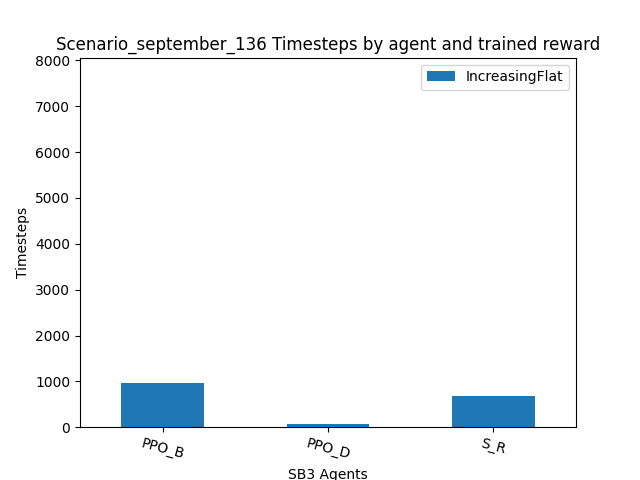 Scenario_september_136 Timesteps by agent and trained reward
IncreasingFlat
8000
7000
6000
5000
4000
3000
2000
1000
0
Timesteps
PPO_B
PPO_D
S_R
SB3 Agents